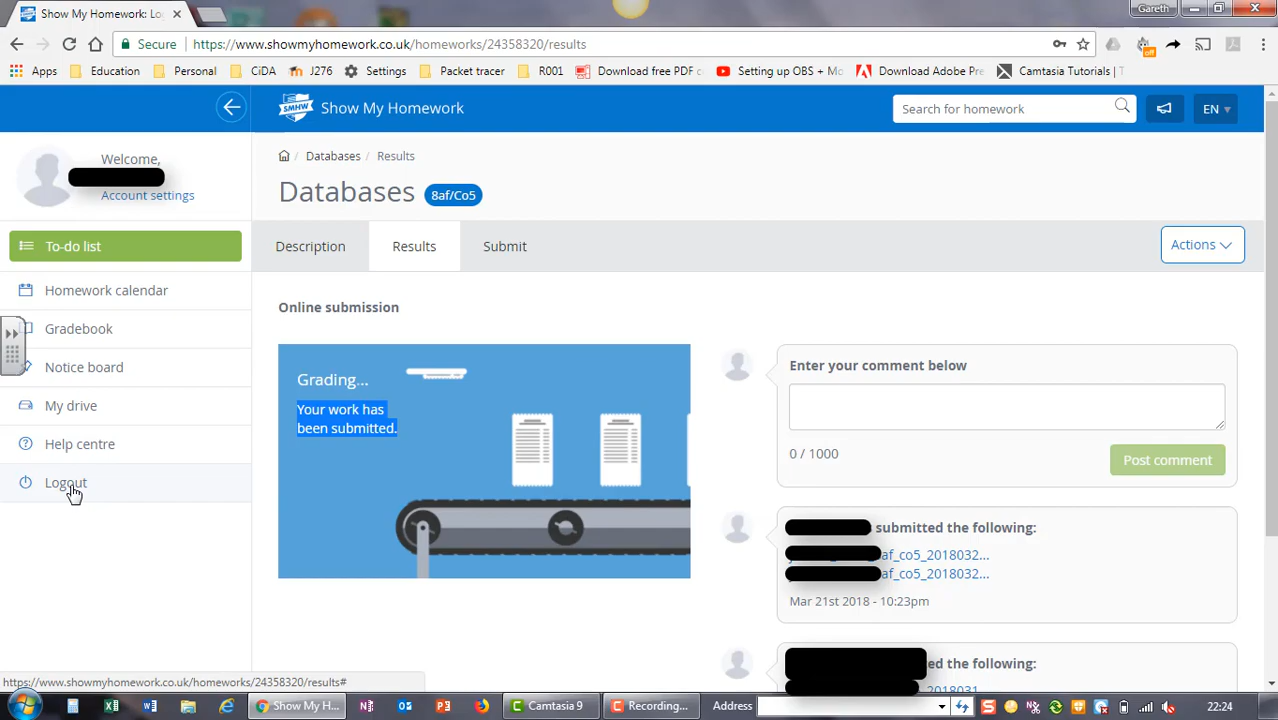 Show My Homework: Lo
Gareth
Secure
https://www.showmyhomework.co.uk/homeworks/24358320/results
off
Apps
Education
Personal
CiDA
J276
Settings
Packet tracer
R001
Download free PDF c
Setting up OBS + Mo
Download Adobe Pre
Camtasia Tutorials | T
SMHW
Show My Homework
Search for homework
EN
Welcome,
Account settings
Databases / Results
Databases
8af/Co5
To-do list
Description
Results
Submit
Actions
Homework calendar
Gradebook
Notice board
My drive
Help centre
Logout
Online submission
Grading...
Your work has
been submitted.
Enter your comment below
0 / 1000
Post comment
submitted the following:
af_co5_2018032...
af_co5_2018032...
Mar 21st 2018 - 10:23pm
ed the following:
https://www.showmyhomework.co.uk/homeworks/24358320/results#
Show My H...
Camtasia 9
Recording...
Address
22:24